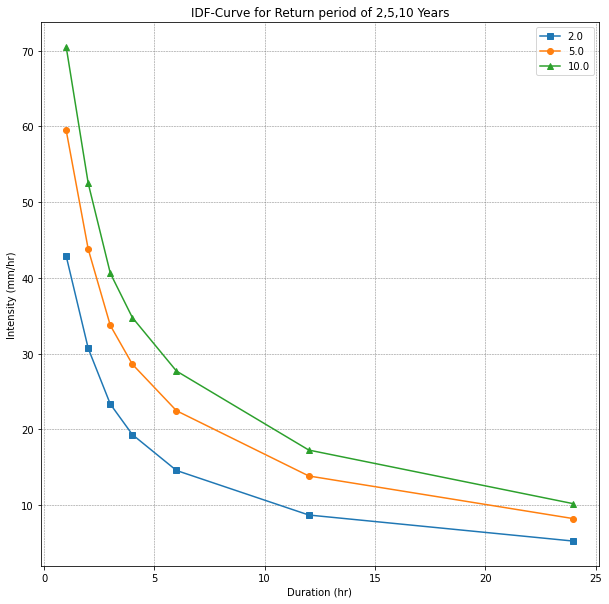 IDF-Curve for Return period of 2,5,10 Years
2.0
5.0
10.0
70
60
50
40
30
20
10
Intensity (mm/hr)
0 5 10 15 20 25
Duration (hr)